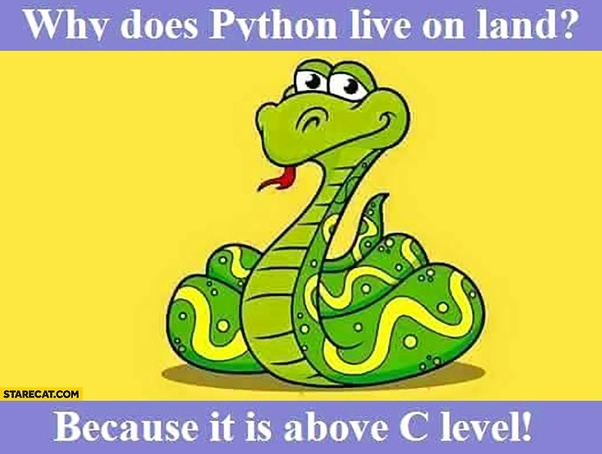 Why does Python live on land?
STARECAT.COM
Because it is above C level!